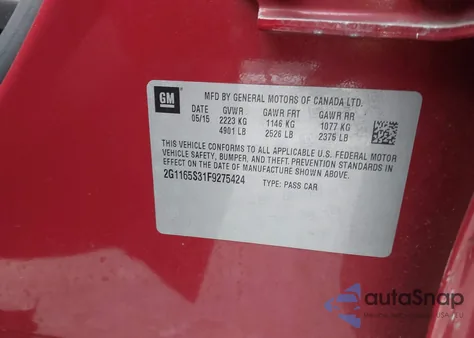 GM
MFD BY GENERAL MOTORS OF CANADA LTD.
DATE GVWR GAWR FRT GAWR RR
05/15 2223 KG 1146 KG 1077 KG
4901 LB 2526 LB 2375 LB
THIS VEHICLE CONFORMS TO ALL APPLICABLE U.S. FEDERAL MOTOR
VEHICLE SAFETY, BUMPER, AND THEFT. PREVENTION STANDARDS IN
EFFECT ON THE DATE OF MANUFACTURE SHOWN ABOVE.
2G1165S31F9275424 TYPE: PASS CAR
autoSnap